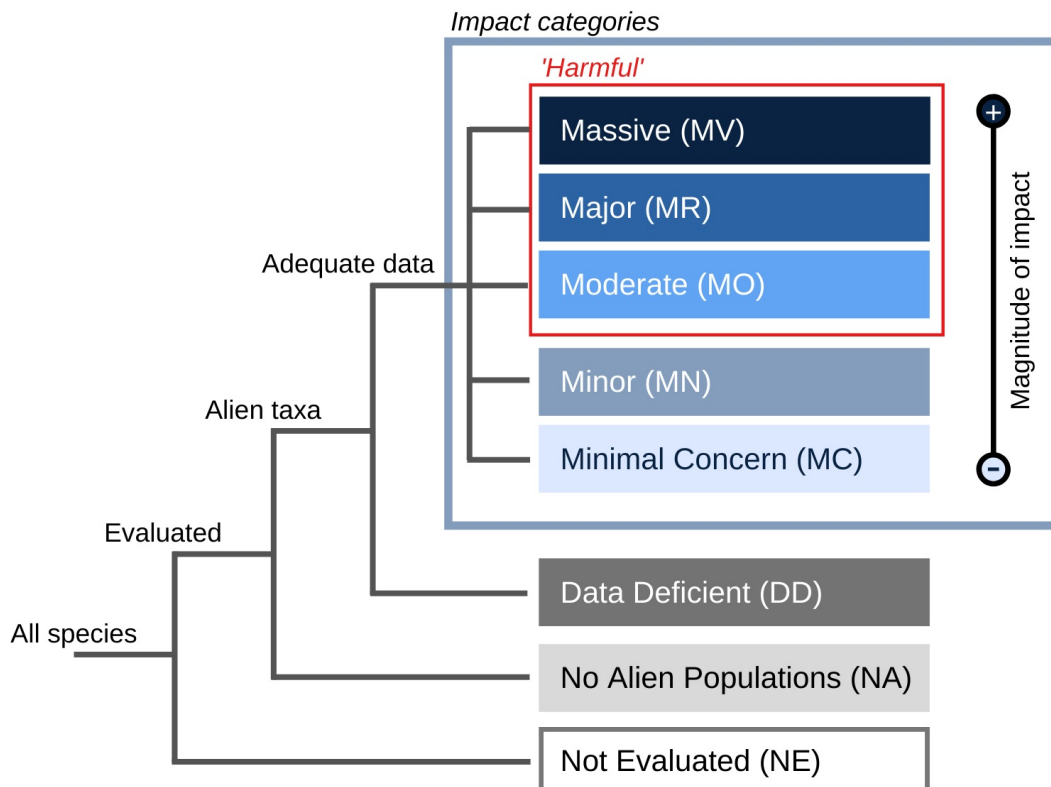 Impact categories
'Harmful'
Massive (MV)
Major (MR)
Adequate data
Moderate (MO)
Magnitude of impact
Minor (MN)
Alien taxa
Minimal Concern (MC)
Evaluated
Data Deficient (DD)
All species
No Alien Populations (NA)
Not Evaluated (NE)
+
-